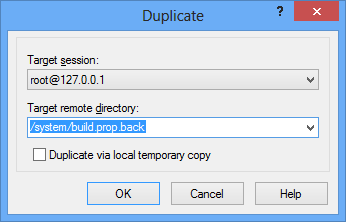 Duplicate
?
Target session:
root@127.0.0.1
Target remote directory:
/system/build.prop.back
Duplicate via local temporary copy
OK Cancel Help